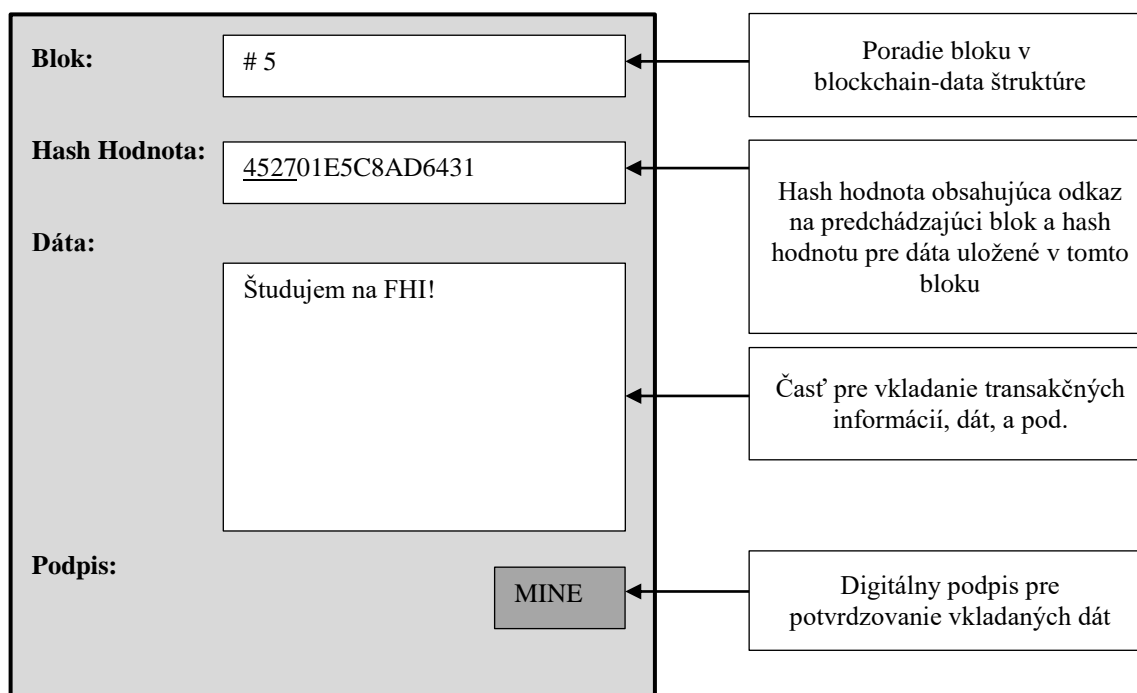 Blok:
# 5
Poradie bloku v
blockchain-data štruktúre
Hash Hodnota:
452701E5C8AD6431
Hash hodnota obsahujúca odkaz
na predchádzajúci blok a hash
hodnotu pre dáta uložené v tomto
bloku
Dáta:
Študujem na FHI!
Časť pre vkladanie transakčných
informácií, dát, a pod.
Podpis:
MINE
Digitálny podpis pre
potvrdzovanie vkladaných dát